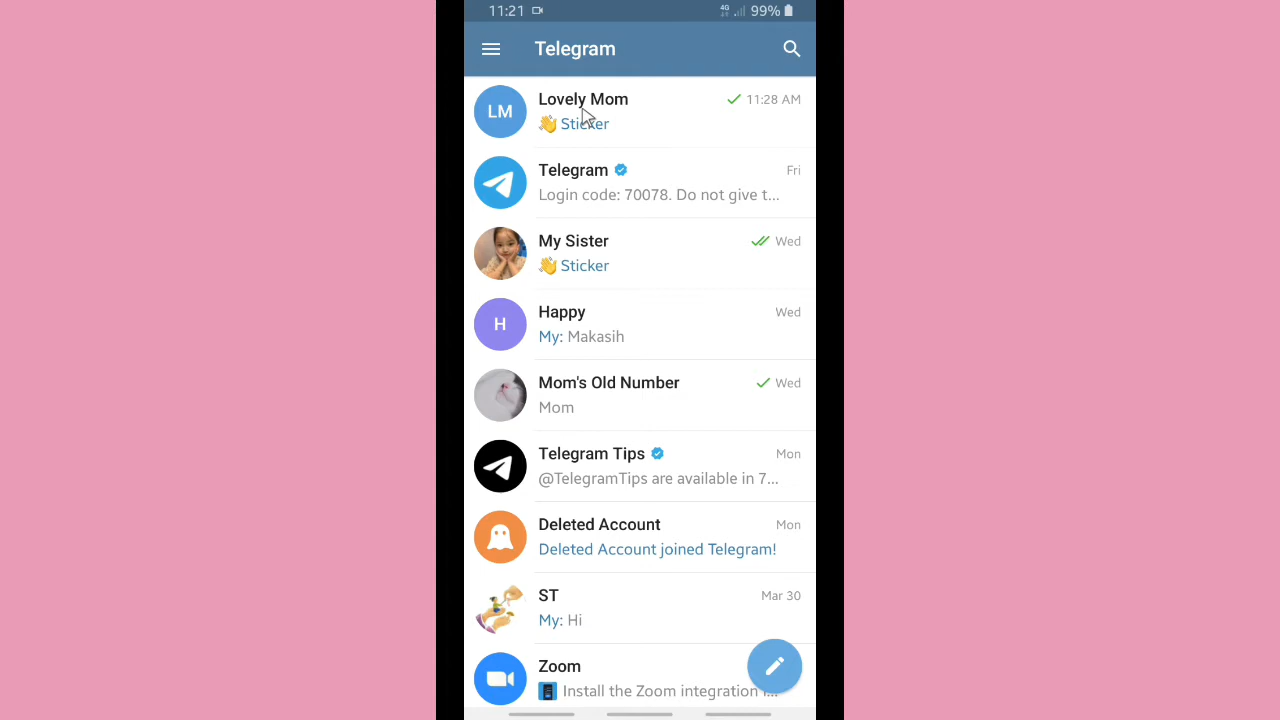 11:21 4G 99%
Telegram
LM Lovely Mom 11:28 AM
👋 Sticker
Telegram Fri
Login code: 70078. Do not give t...
My Sister Wed
👋 Sticker
H Happy Wed
My: Makasih
Mom's Old Number Wed
Mom
Telegram Tips Mon
@TelegramTips are available in 7...
Deleted Account Mon
Deleted Account joined Telegram!
ST Mar 30
My: Hi
Zoom
Install the Zoom integration